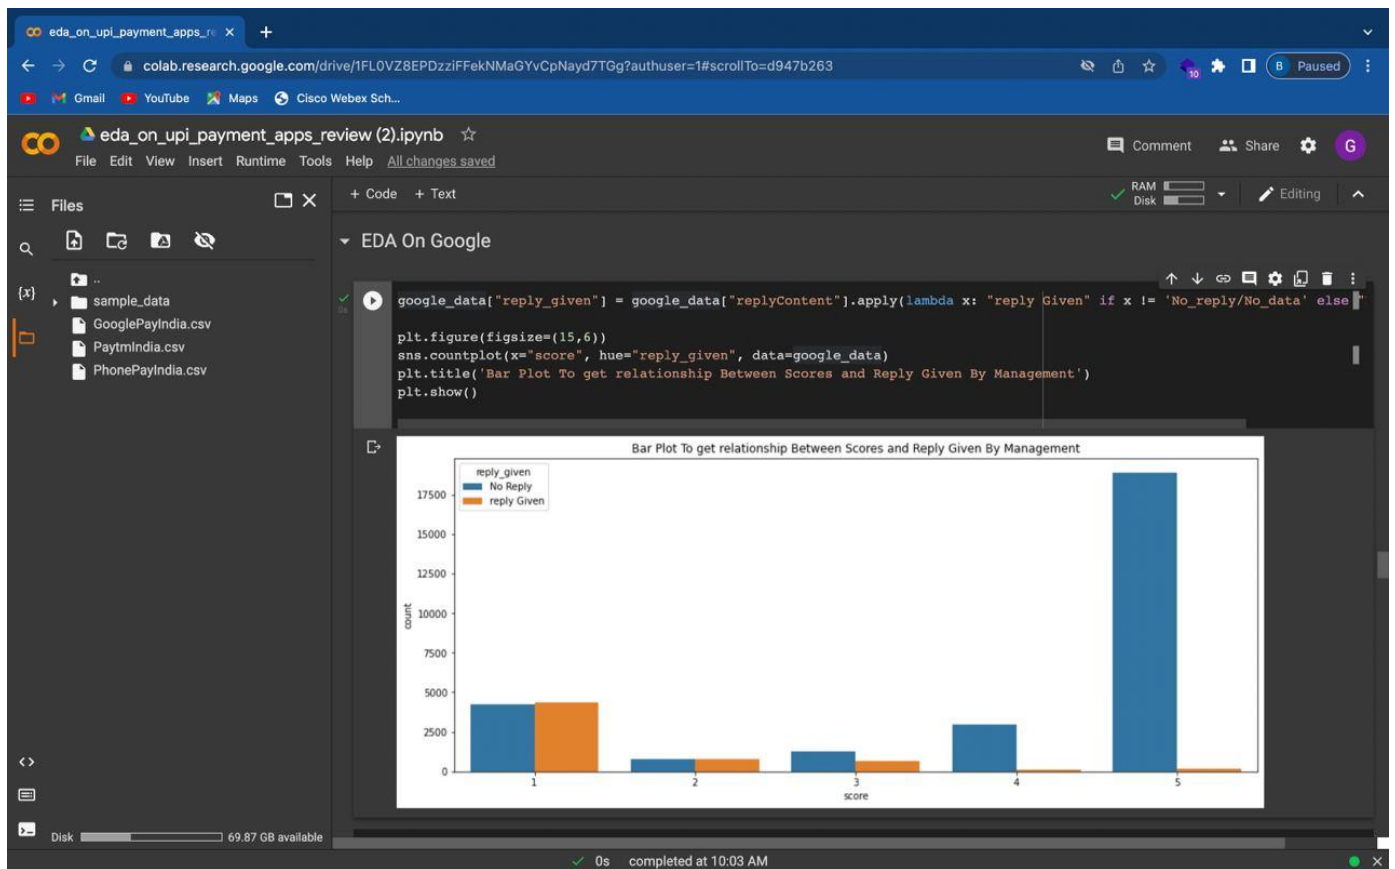 eda_on_upi_payment_apps_re
colab.research.google.com/drive/1FL0VZ8EPDzziFFekNMaGYvCpNayd7TGg?authuser=1#scrollTo=d947b263
10
B Paused
Gmail YouTube Maps Cisco Webex Sch...
eda_on_upi_payment_apps_review (2).ipynb
File Edit View Insert Runtime Tools Help All changes saved
Comment Share G
Files
+ Code + Text
RAM
Disk
Editing
{x}
..
sample_data
GooglePayIndia.csv
PaytmIndia.csv
PhonePayIndia.csv
EDA On Google
0s
google_data["reply_given"] = google_data["replyContent"].apply(lambda x: "reply Given" if x != 'No_reply/No_data' else "
plt.figure(figsize=(15,6))
sns.countplot(x="score", hue="reply_given", data=google_data)
plt.title('Bar Plot To get relationship Between Scores and Reply Given By Management')
plt.show()
Bar Plot To get relationship Between Scores and Reply Given By Management
reply_given
No Reply
reply Given
17500
15000
12500
10000
7500
5000
2500
0
count
1 2 3 4 5
score
Disk 69.87 GB available
0s completed at 10:03 AM